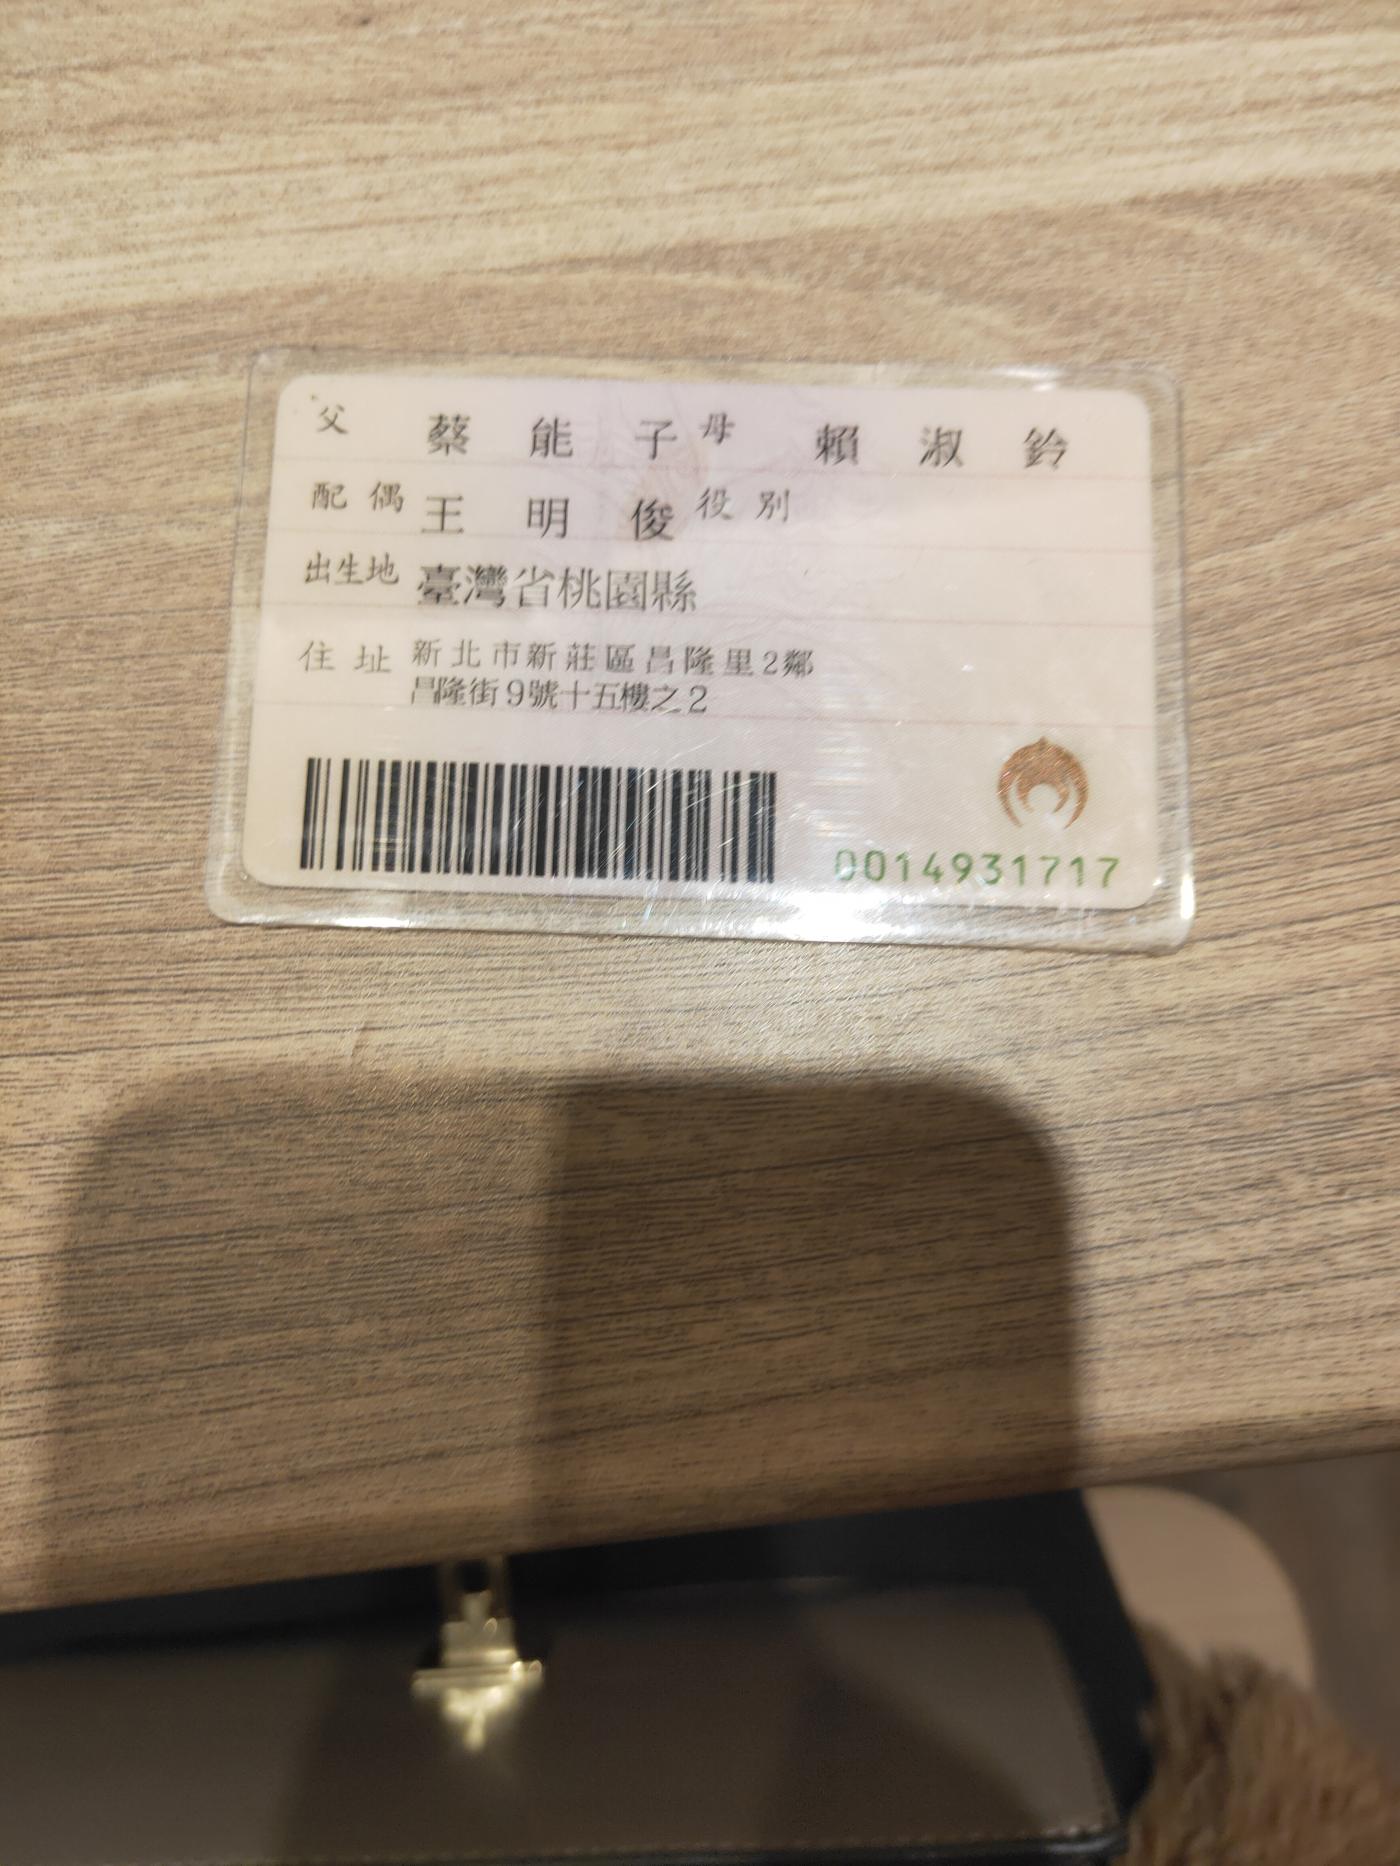 父 蔡能子 母 賴淑鈴
配偶 王明俊 役別
出生地 臺灣省桃園縣
住址 新北市新莊區昌隆里2鄰
昌隆街9號十五樓之2
0014931717